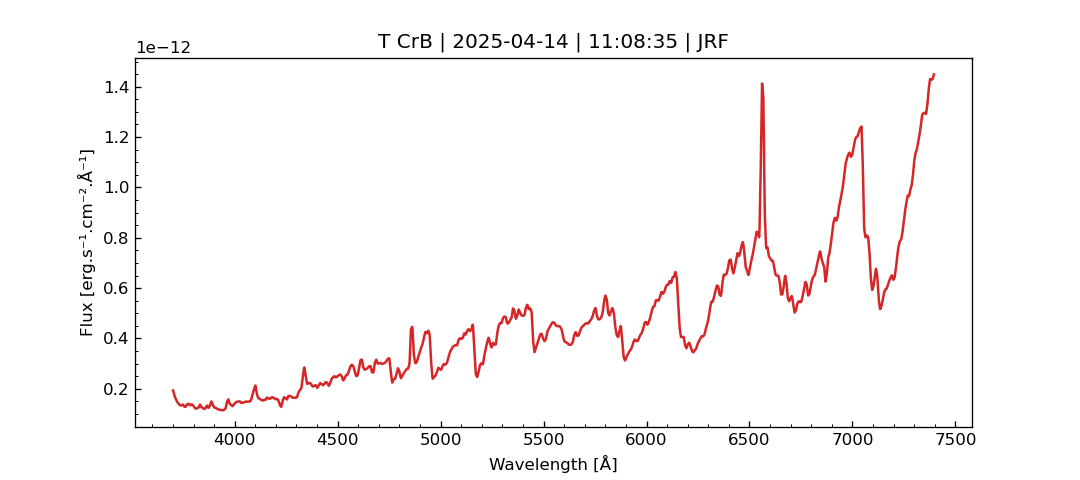 T CrB | 2025-04-14 | 11:08:35 | JRF
1e−12
1.4
1.2
1.0
0.8
0.6
0.4
0.2
Flux [erg.s⁻¹.cm⁻².Å⁻¹]
4000 4500 5000 5500 6000 6500 7000 7500
Wavelength [Å]